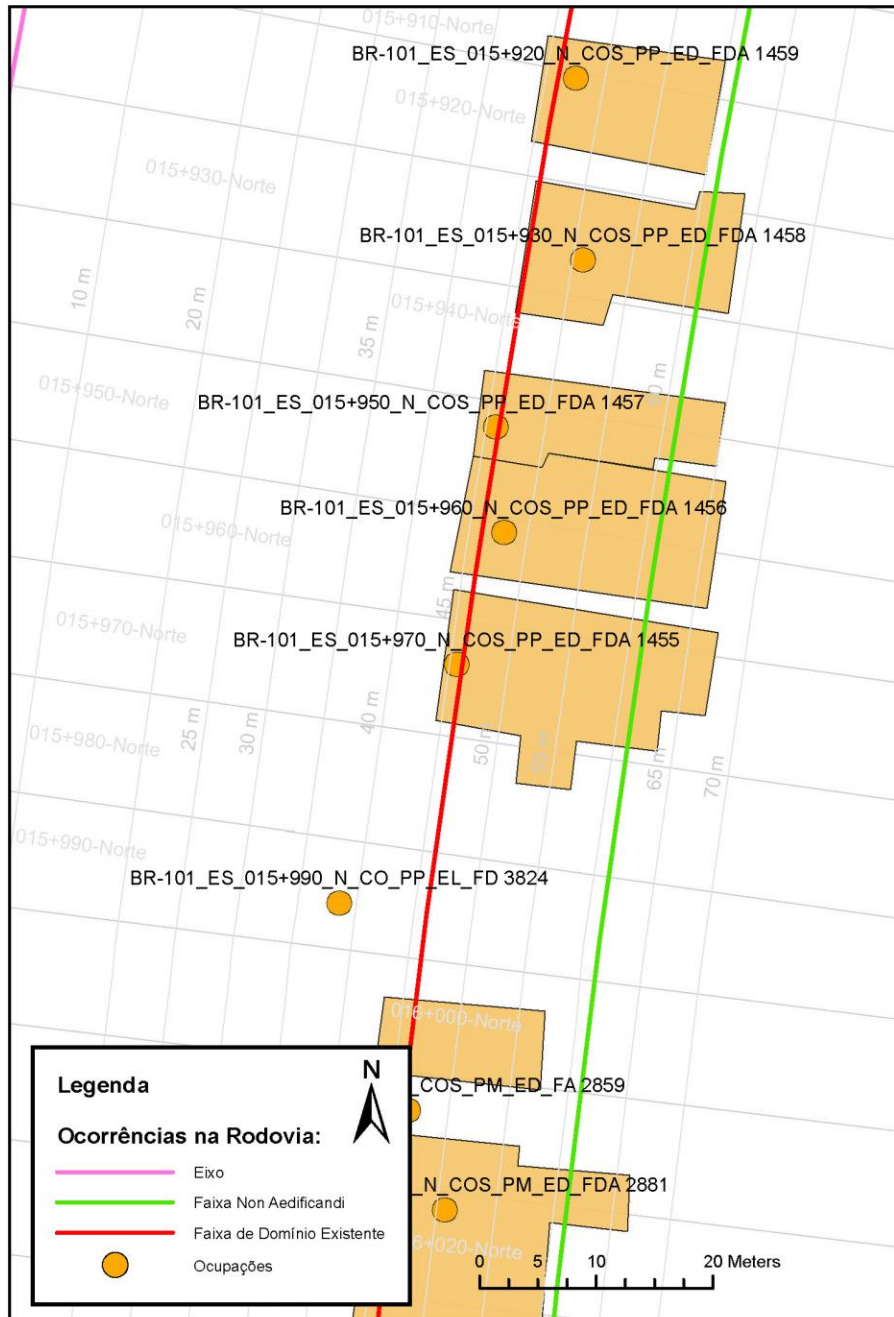 015+910-Norte
BR-101_ES_015+920_N_COS_PP_ED_FDA 1459
015+920-Norte
015+930-Norte
BR-101_ES_015+930_N_COS_PP_ED_FDA 1458
10 m
20 m
015+940-Norte
35 m
015+950-Norte
BR-101_ES_015+950_N_COS_PP_ED_FDA 1457
BR-101_ES_015+960_N_COS_PP_ED_FDA 1456
015+960-Norte
45 m
015+970-Norte
BR-101_ES_015+970_N_COS_PP_ED_FDA 1455
25 m
30 m
40 m
50 m
65 m
70 m
015+980-Norte
015+990-Norte
BR-101_ES_015+990_N_CO_PP_EL_FD 3824
016+000-Norte
_COS_PM_ED_FA 2859
_N_COS_PM_ED_FDA 2881
6+020-Norte
Legenda
N
Ocorrências na Rodovia:
Eixo
Faixa Non Aedificandi
Faixa de Domínio Existente
Ocupações
0 5 10 20 Meters